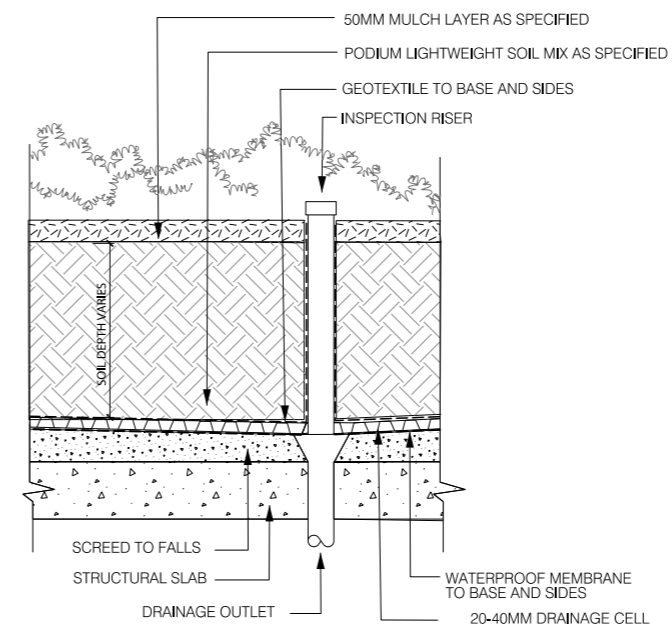 50MM MULCH LAYER AS SPECIFIED
PODIUM LIGHTWEIGHT SOIL MIX AS SPECIFIED
GEOTEXTILE TO BASE AND SIDES
INSPECTION RISER
SOIL DEPTH VARIES
SCREED TO FALLS
STRUCTURAL SLAB
DRAINAGE OUTLET
WATERPROOF MEMBRANE
TO BASE AND SIDES
20-40MM DRAINAGE CELL